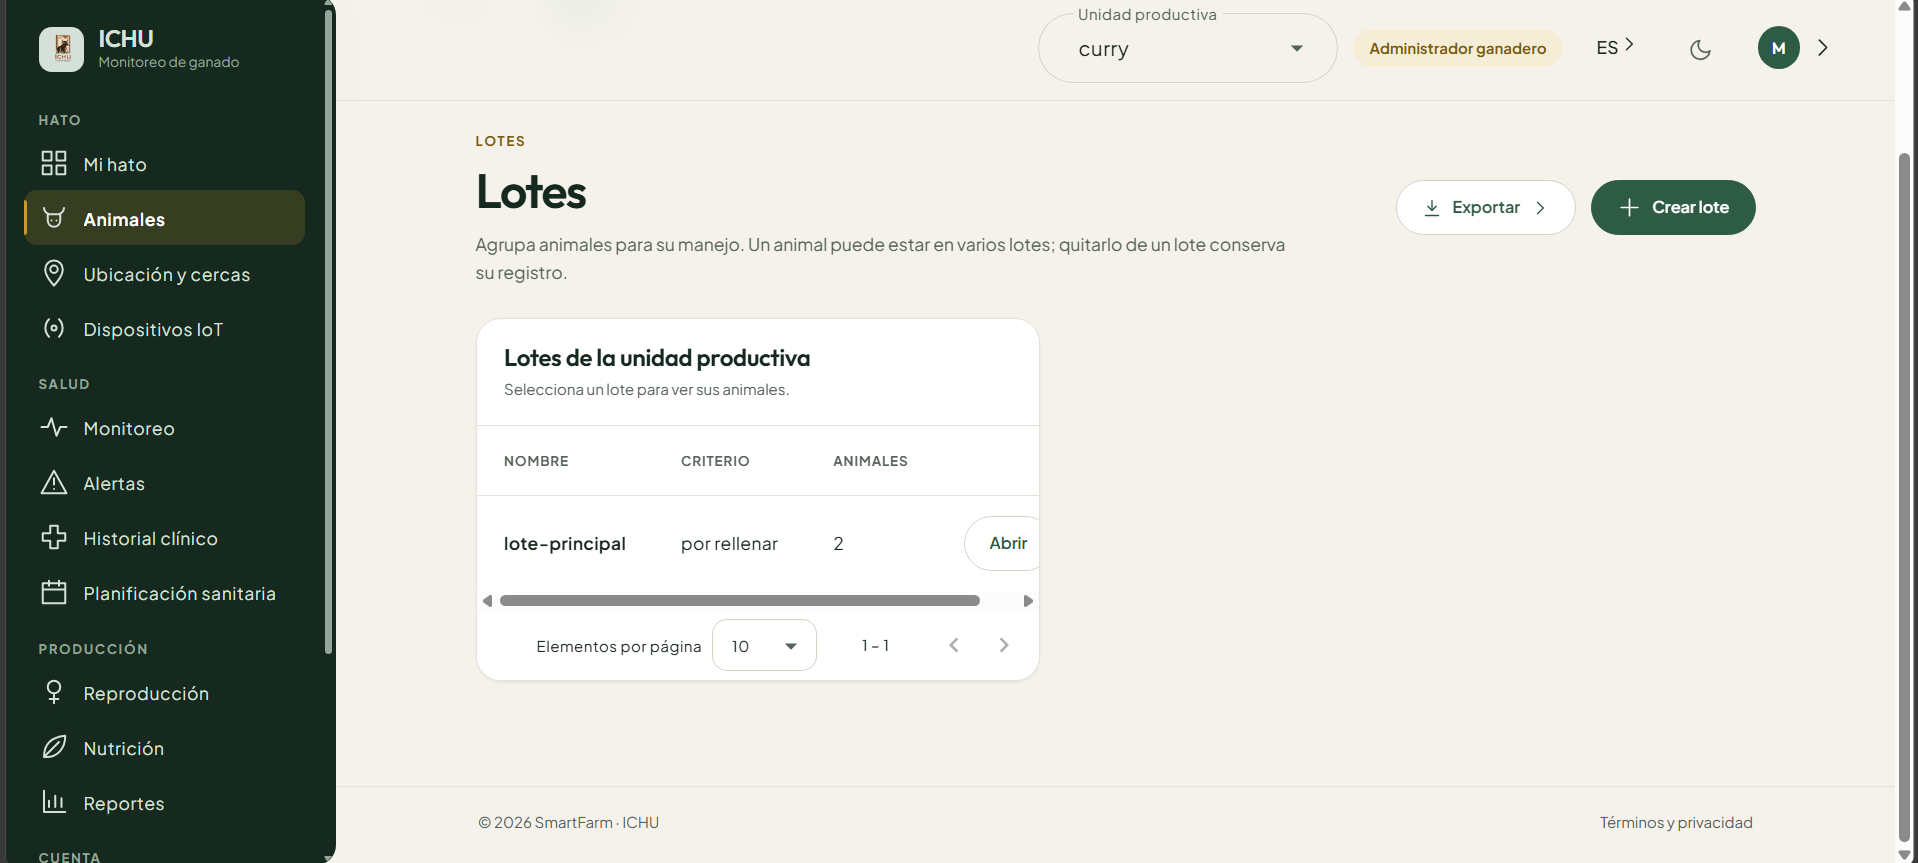 ICHU
Monitoreo de ganado
HATO
Mi hato
Animales
Ubicación y cercas
Dispositivos IoT
SALUD
Monitoreo
Alertas
Historial clínico
Planificación sanitaria
PRODUCCIÓN
Reproducción
Nutrición
Reportes
CUENTA
Unidad productiva
curry
Administrador ganadero
ES
M
LOTES
Lotes
Agrupa animales para su manejo. Un animal puede estar en varios lotes; quitarlo de un lote conserva
su registro.
Exportar
Crear lote
Lotes de la unidad productiva
Selecciona un lote para ver sus animales.
NOMBRE CRITERIO ANIMALES
lote-principal por rellenar 2 Abrir
Elementos por página 10 1 - 1
© 2026 SmartFarm · ICHU
Términos y privacidad